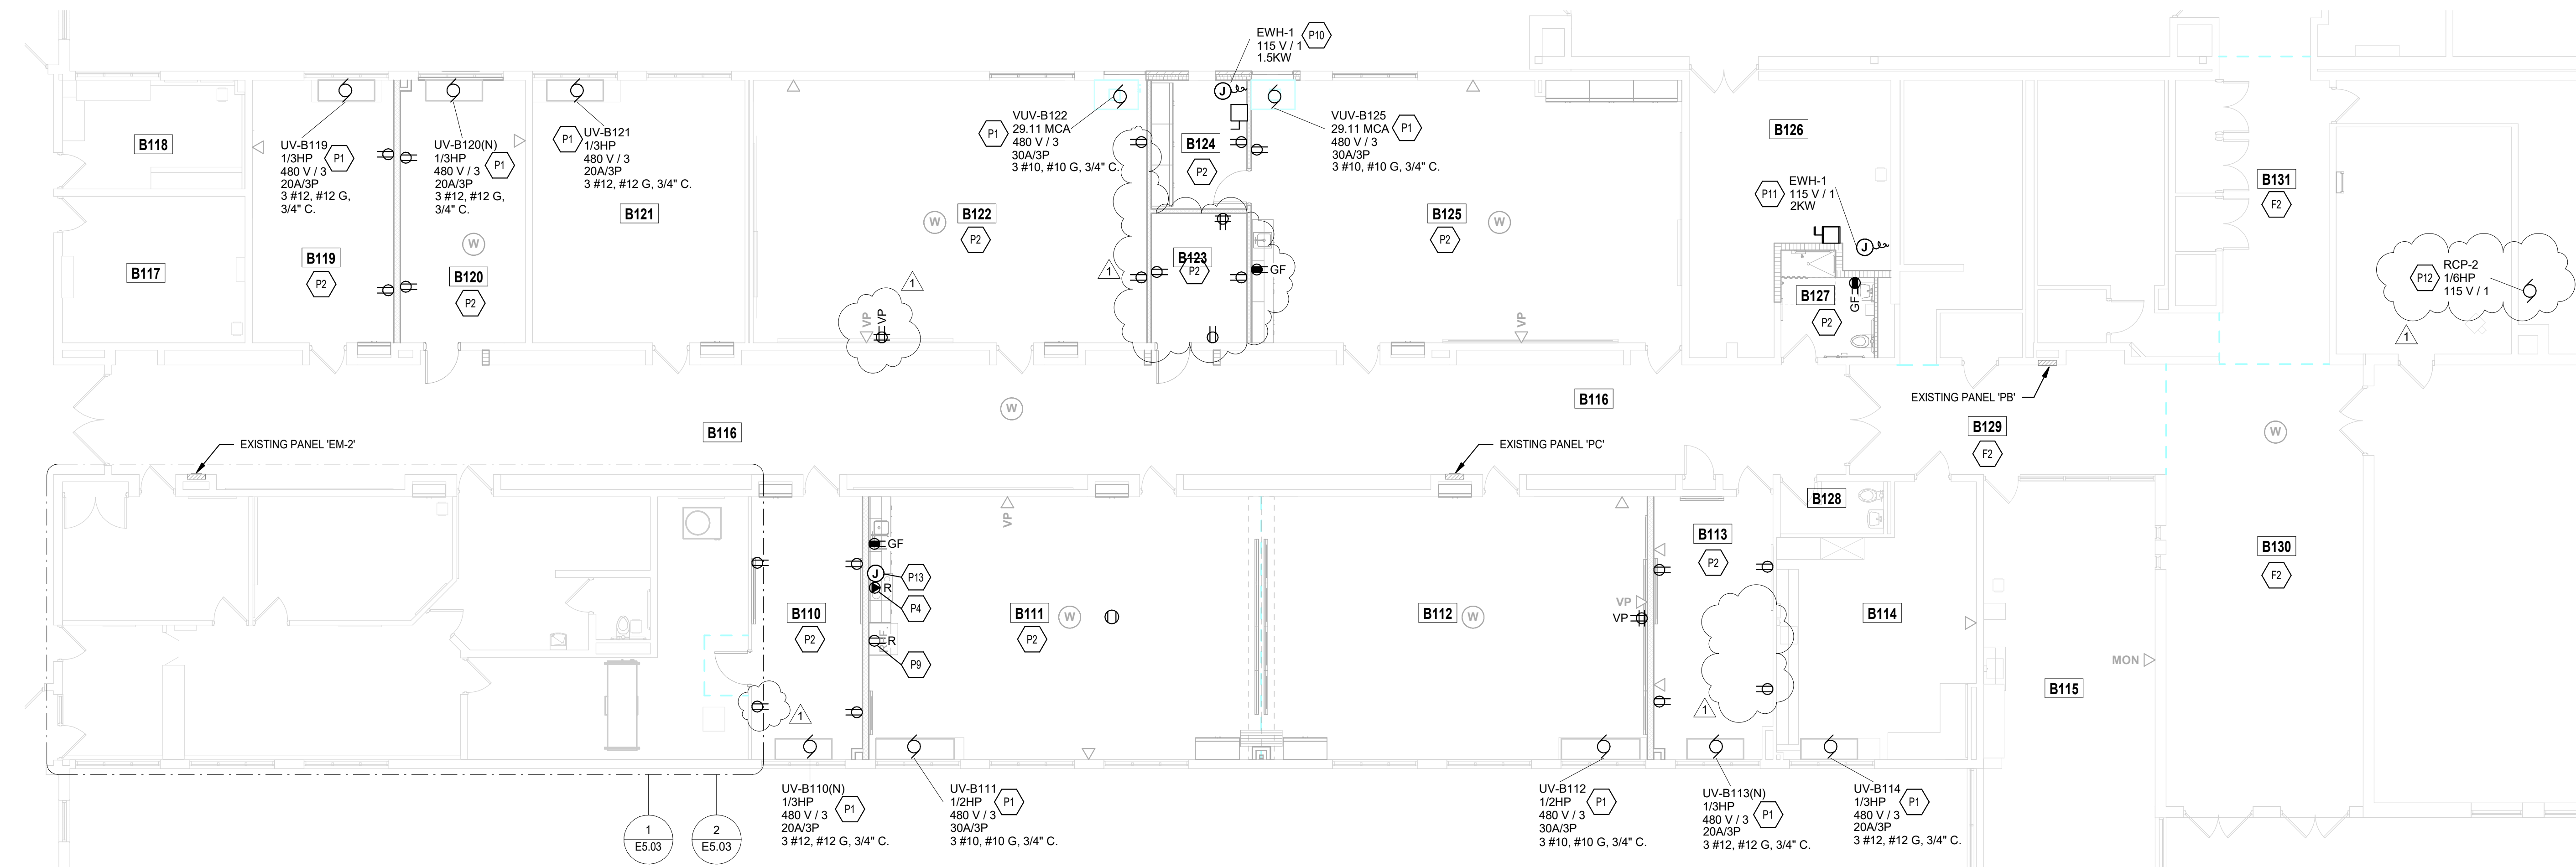 EWH-1
115 V / 1
1.5KW
P10
B118
UV-B119
1/3HP
480 V / 3
20A/3P
3 #12, #12 G,
3/4" C.
P1
UV-B120(N)
1/3HP
480 V / 3
20A/3P
3 #12, #12 G,
3/4" C.
P1
P1
UV-B121
1/3HP
480 V / 3
20A/3P
3 #12, #12 G, 3/4" C.
P1
VUV-B122
29.11 MCA
480 V / 3
30A/3P
3 #10, #10 G, 3/4" C.
J
B124
P2
VUV-B125
29.11 MCA
480 V / 3
30A/3P
3 #10, #10 G, 3/4" C.
P1
B126
P11
EWH-1
115 V / 1
2KW
J
B131
F2
B117
B119
P2
W
B120
P2
B121
W
B122
P2
B123
P2
1
GF
B125
P2
W
B127
P2
GF
P12
RCP-2
1/6HP
115 V / 1
1
1
VP
VP
VP
B116
W
B116
EXISTING PANEL 'PB'
B129
F2
W
EXISTING PANEL 'EM-2'
EXISTING PANEL 'PC'
VP
GF
J
P13
R
P4
R
P9
B110
P2
B111
P2
W
B112
W
VP
VP
B113
P2
B128
B114
B115
MON
B130
F2
1
1
UV-B110(N)
1/3HP
480 V / 3
20A/3P
3 #12, #12 G, 3/4" C.
P1
UV-B111
1/2HP
480 V / 3
30A/3P
3 #10, #10 G, 3/4" C.
P1
UV-B112
1/2HP
480 V / 3
30A/3P
3 #10, #10 G, 3/4" C.
P1
UV-B113(N)
1/3HP
480 V / 3
20A/3P
3 #12, #12 G, 3/4" C.
P1
UV-B114
1/3HP
480 V / 3
20A/3P
3 #12, #12 G, 3/4" C.
P1
1
E5.03
2
E5.03